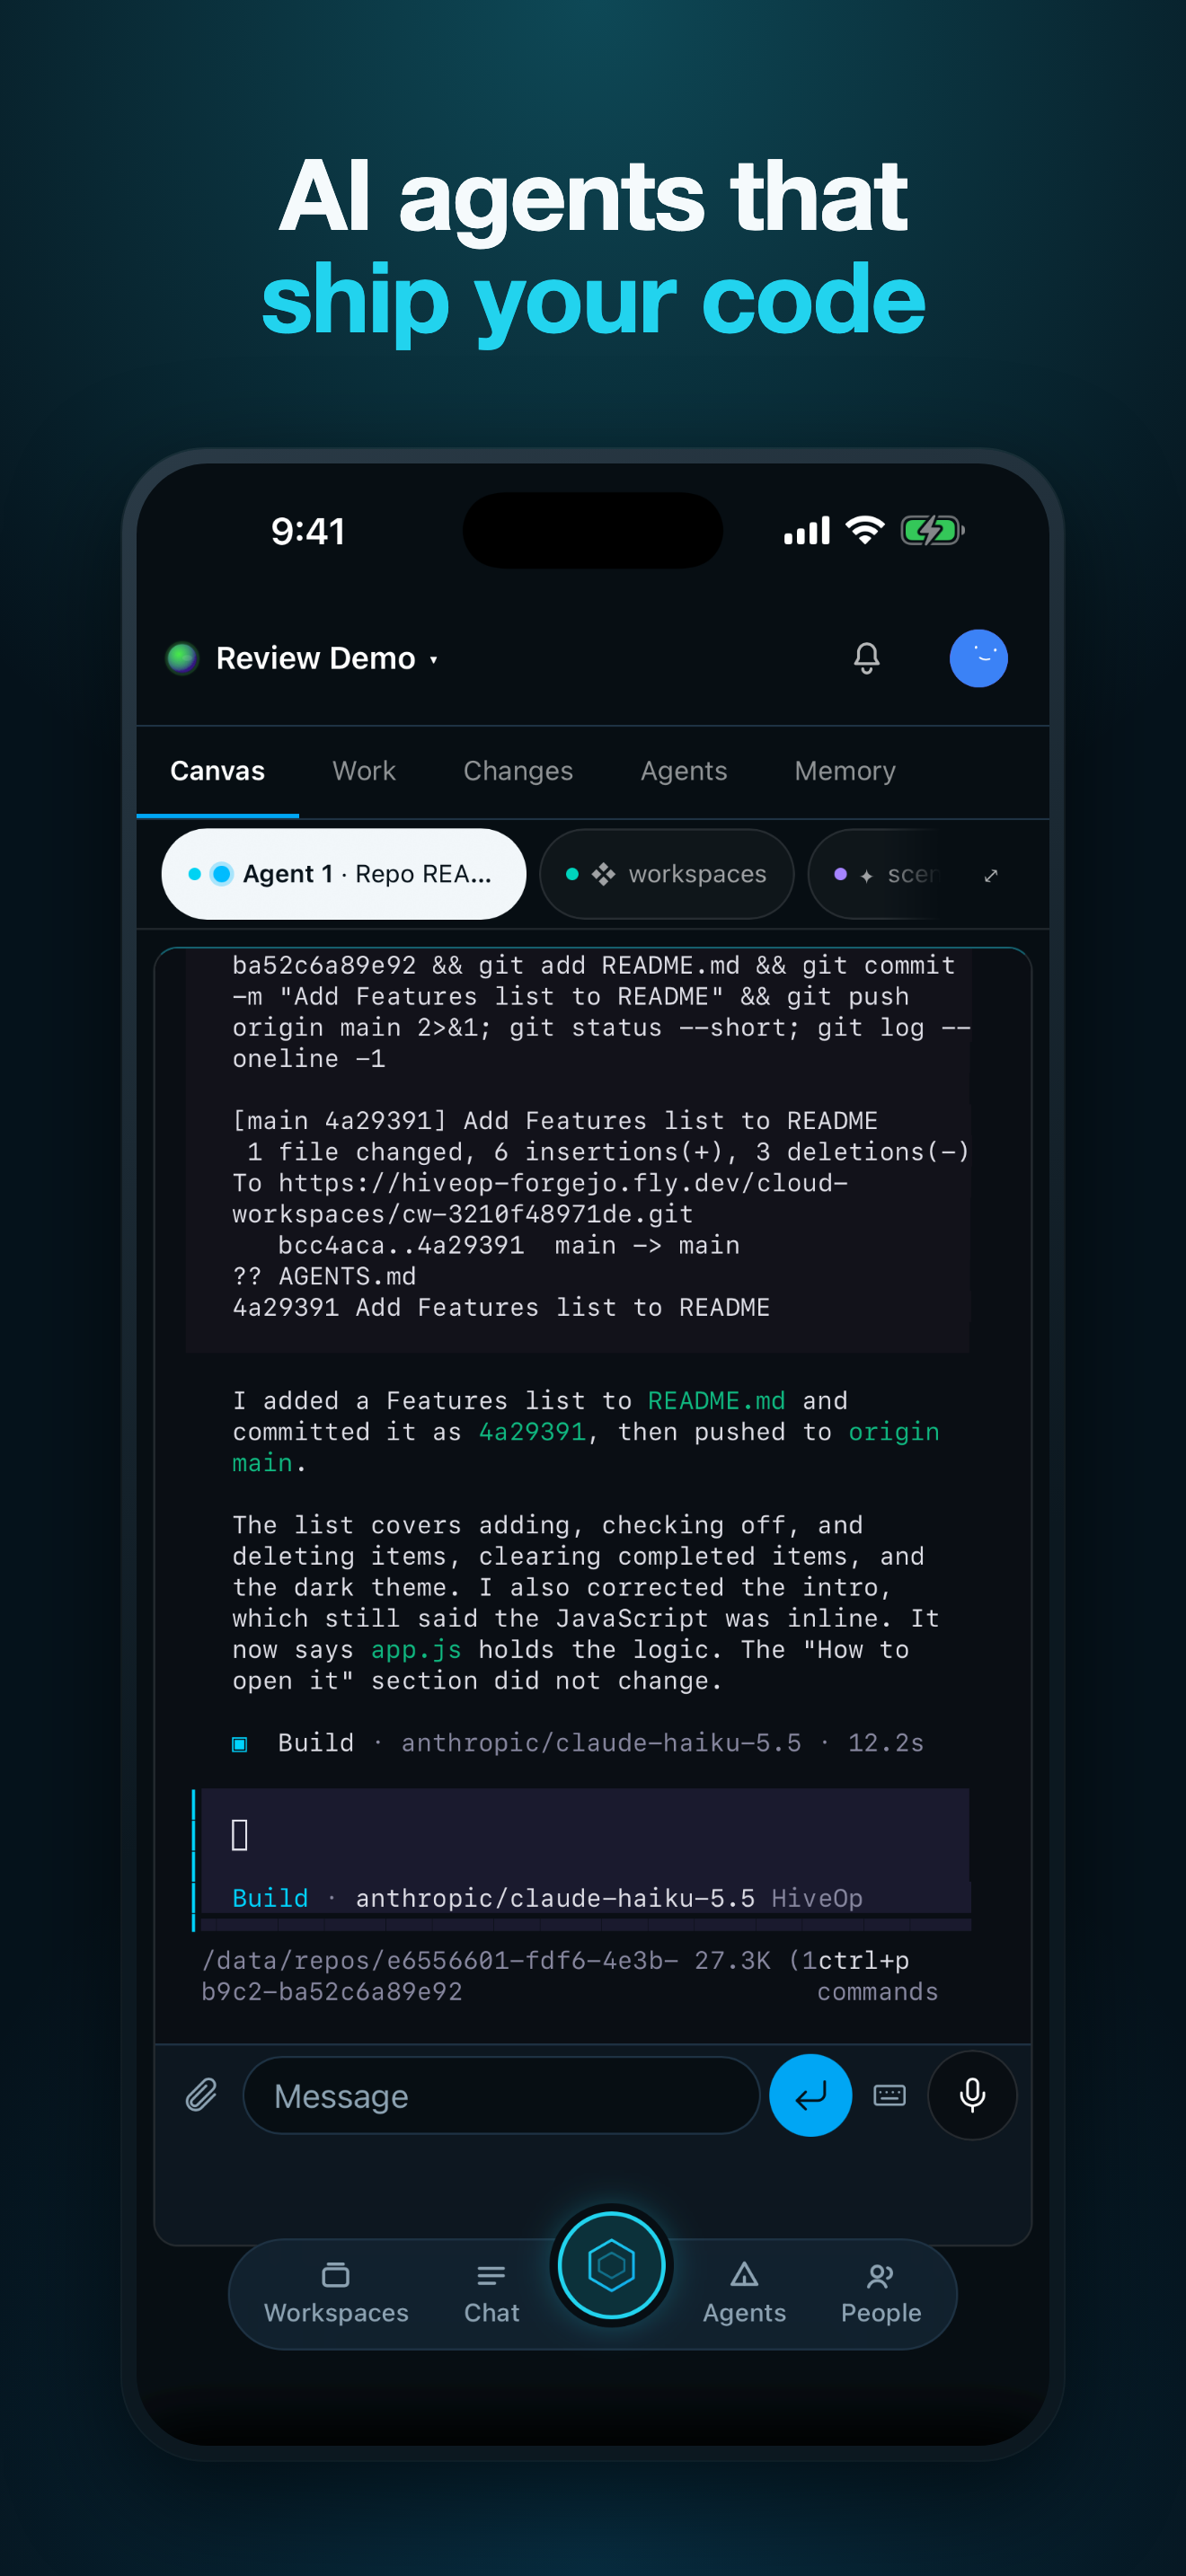 AI agents that
ship your code
9:41
Review Demo
Canvas Work Changes Agents Memory
Agent 1 · Repo REA... workspaces scen
ba52c6a89e92 && git add README.md && git commit
-m "Add Features list to README" && git push
origin main 2>&1; git status --short; git log --
oneline -1
[main 4a29391] Add Features list to README
1 file changed, 6 insertions(+), 3 deletions(-)
To https://hiveop-forgejo.fly.dev/cloud-
workspaces/cw-3210f48971de.git
bcc4aca..4a29391 main -> main
?? AGENTS.md
4a29391 Add Features list to README
I added a Features list to README.md and
committed it as 4a29391, then pushed to origin
main.
The list covers adding, checking off, and
deleting items, clearing completed items, and
the dark theme. I also corrected the intro,
which still said the JavaScript was inline. It
now says app.js holds the logic. The "How to
open it" section did not change.
Build · anthropic/claude-haiku-5.5 · 12.2s
Build · anthropic/claude-haiku-5.5 HiveOp
/data/repos/e6556601-fdf6-4e3b- 27.3K (1ctrl+p
b9c2-ba52c6a89e92 commands
Message
Workspaces Chat Agents People